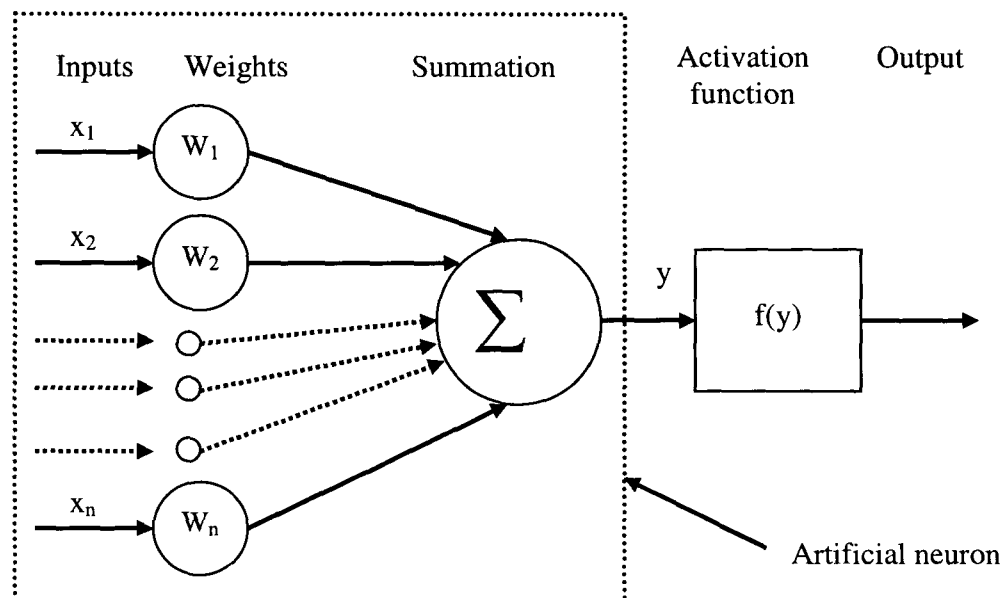 Inputs
Weights
Summation
Activation
function
Output
x₁
W₁
x₂
W₂
∑
y
f(y)
xₙ
Wₙ
Artificial neuron